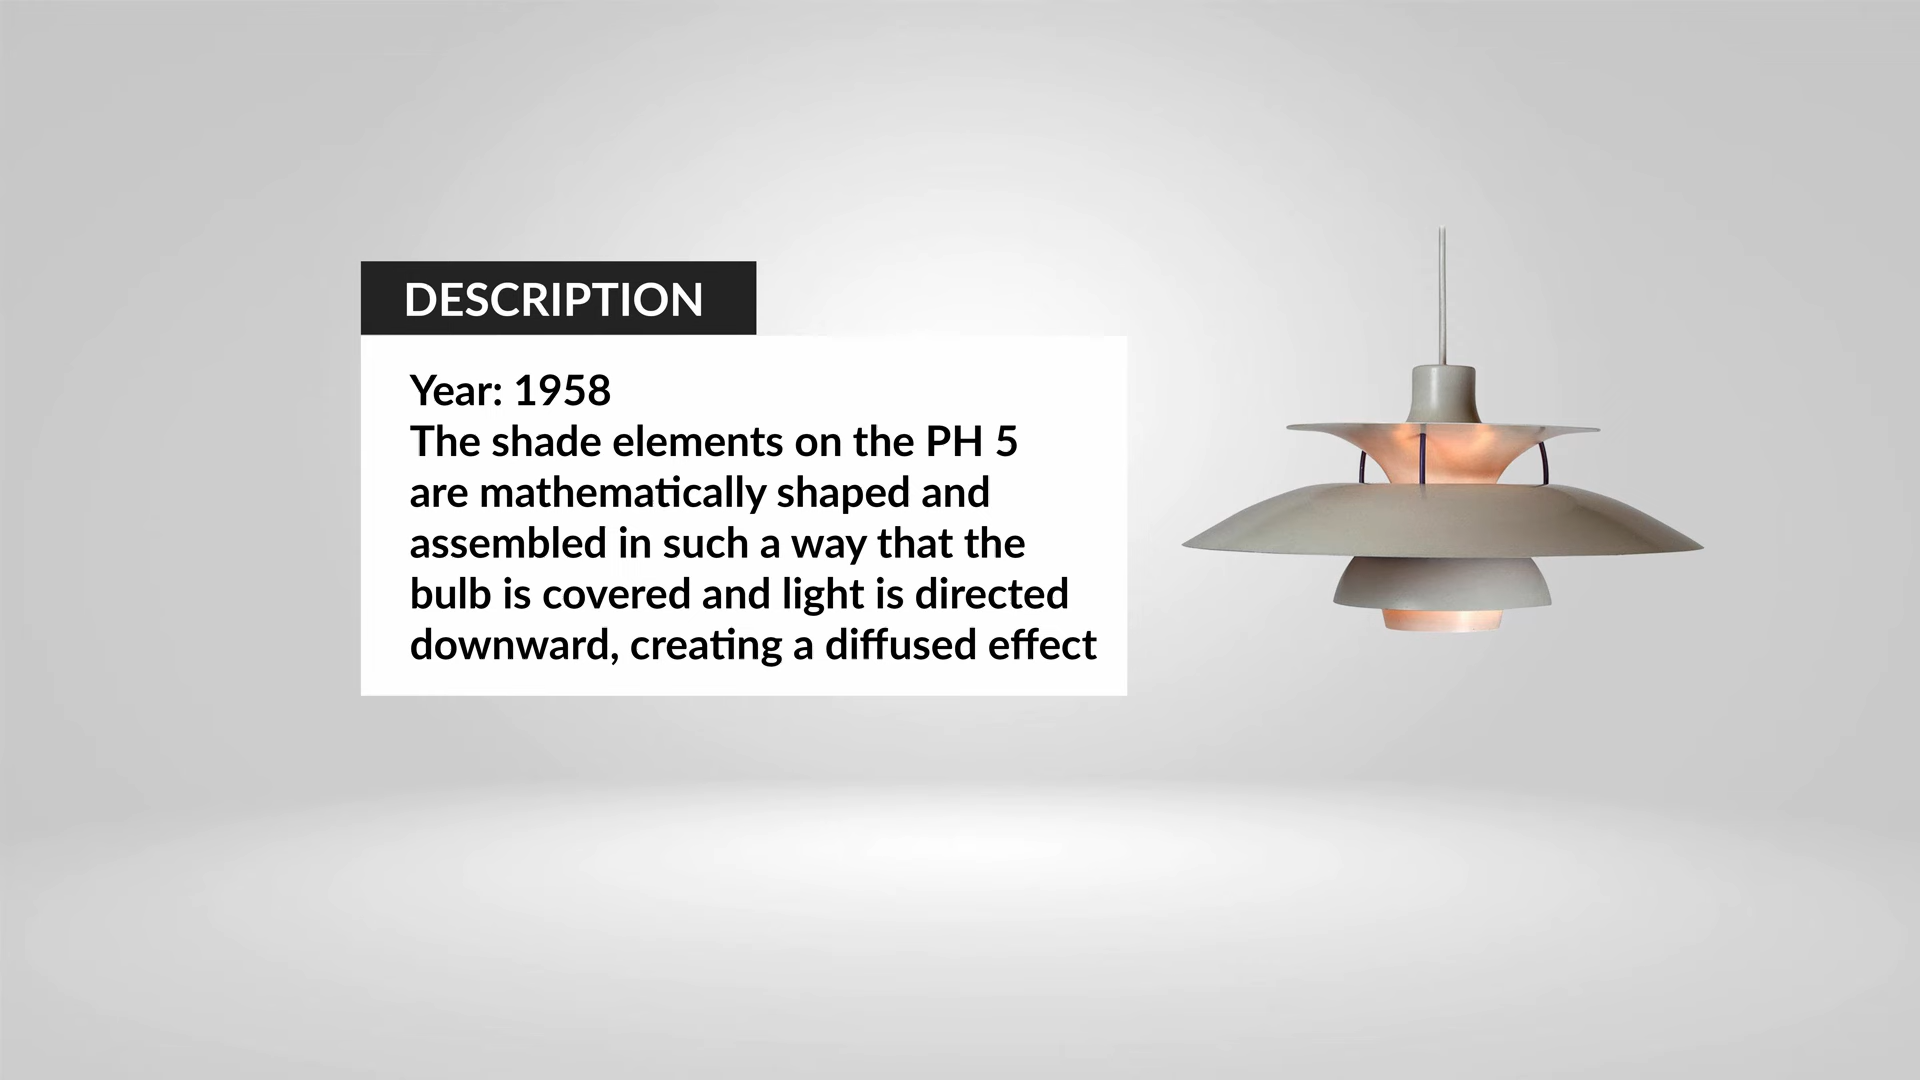 DESCRIPTION
Year: 1958
The shade elements on the PH 5
are mathematically shaped and
assembled in such a way that the
bulb is covered and light is directed
downward, creating a diffused effect